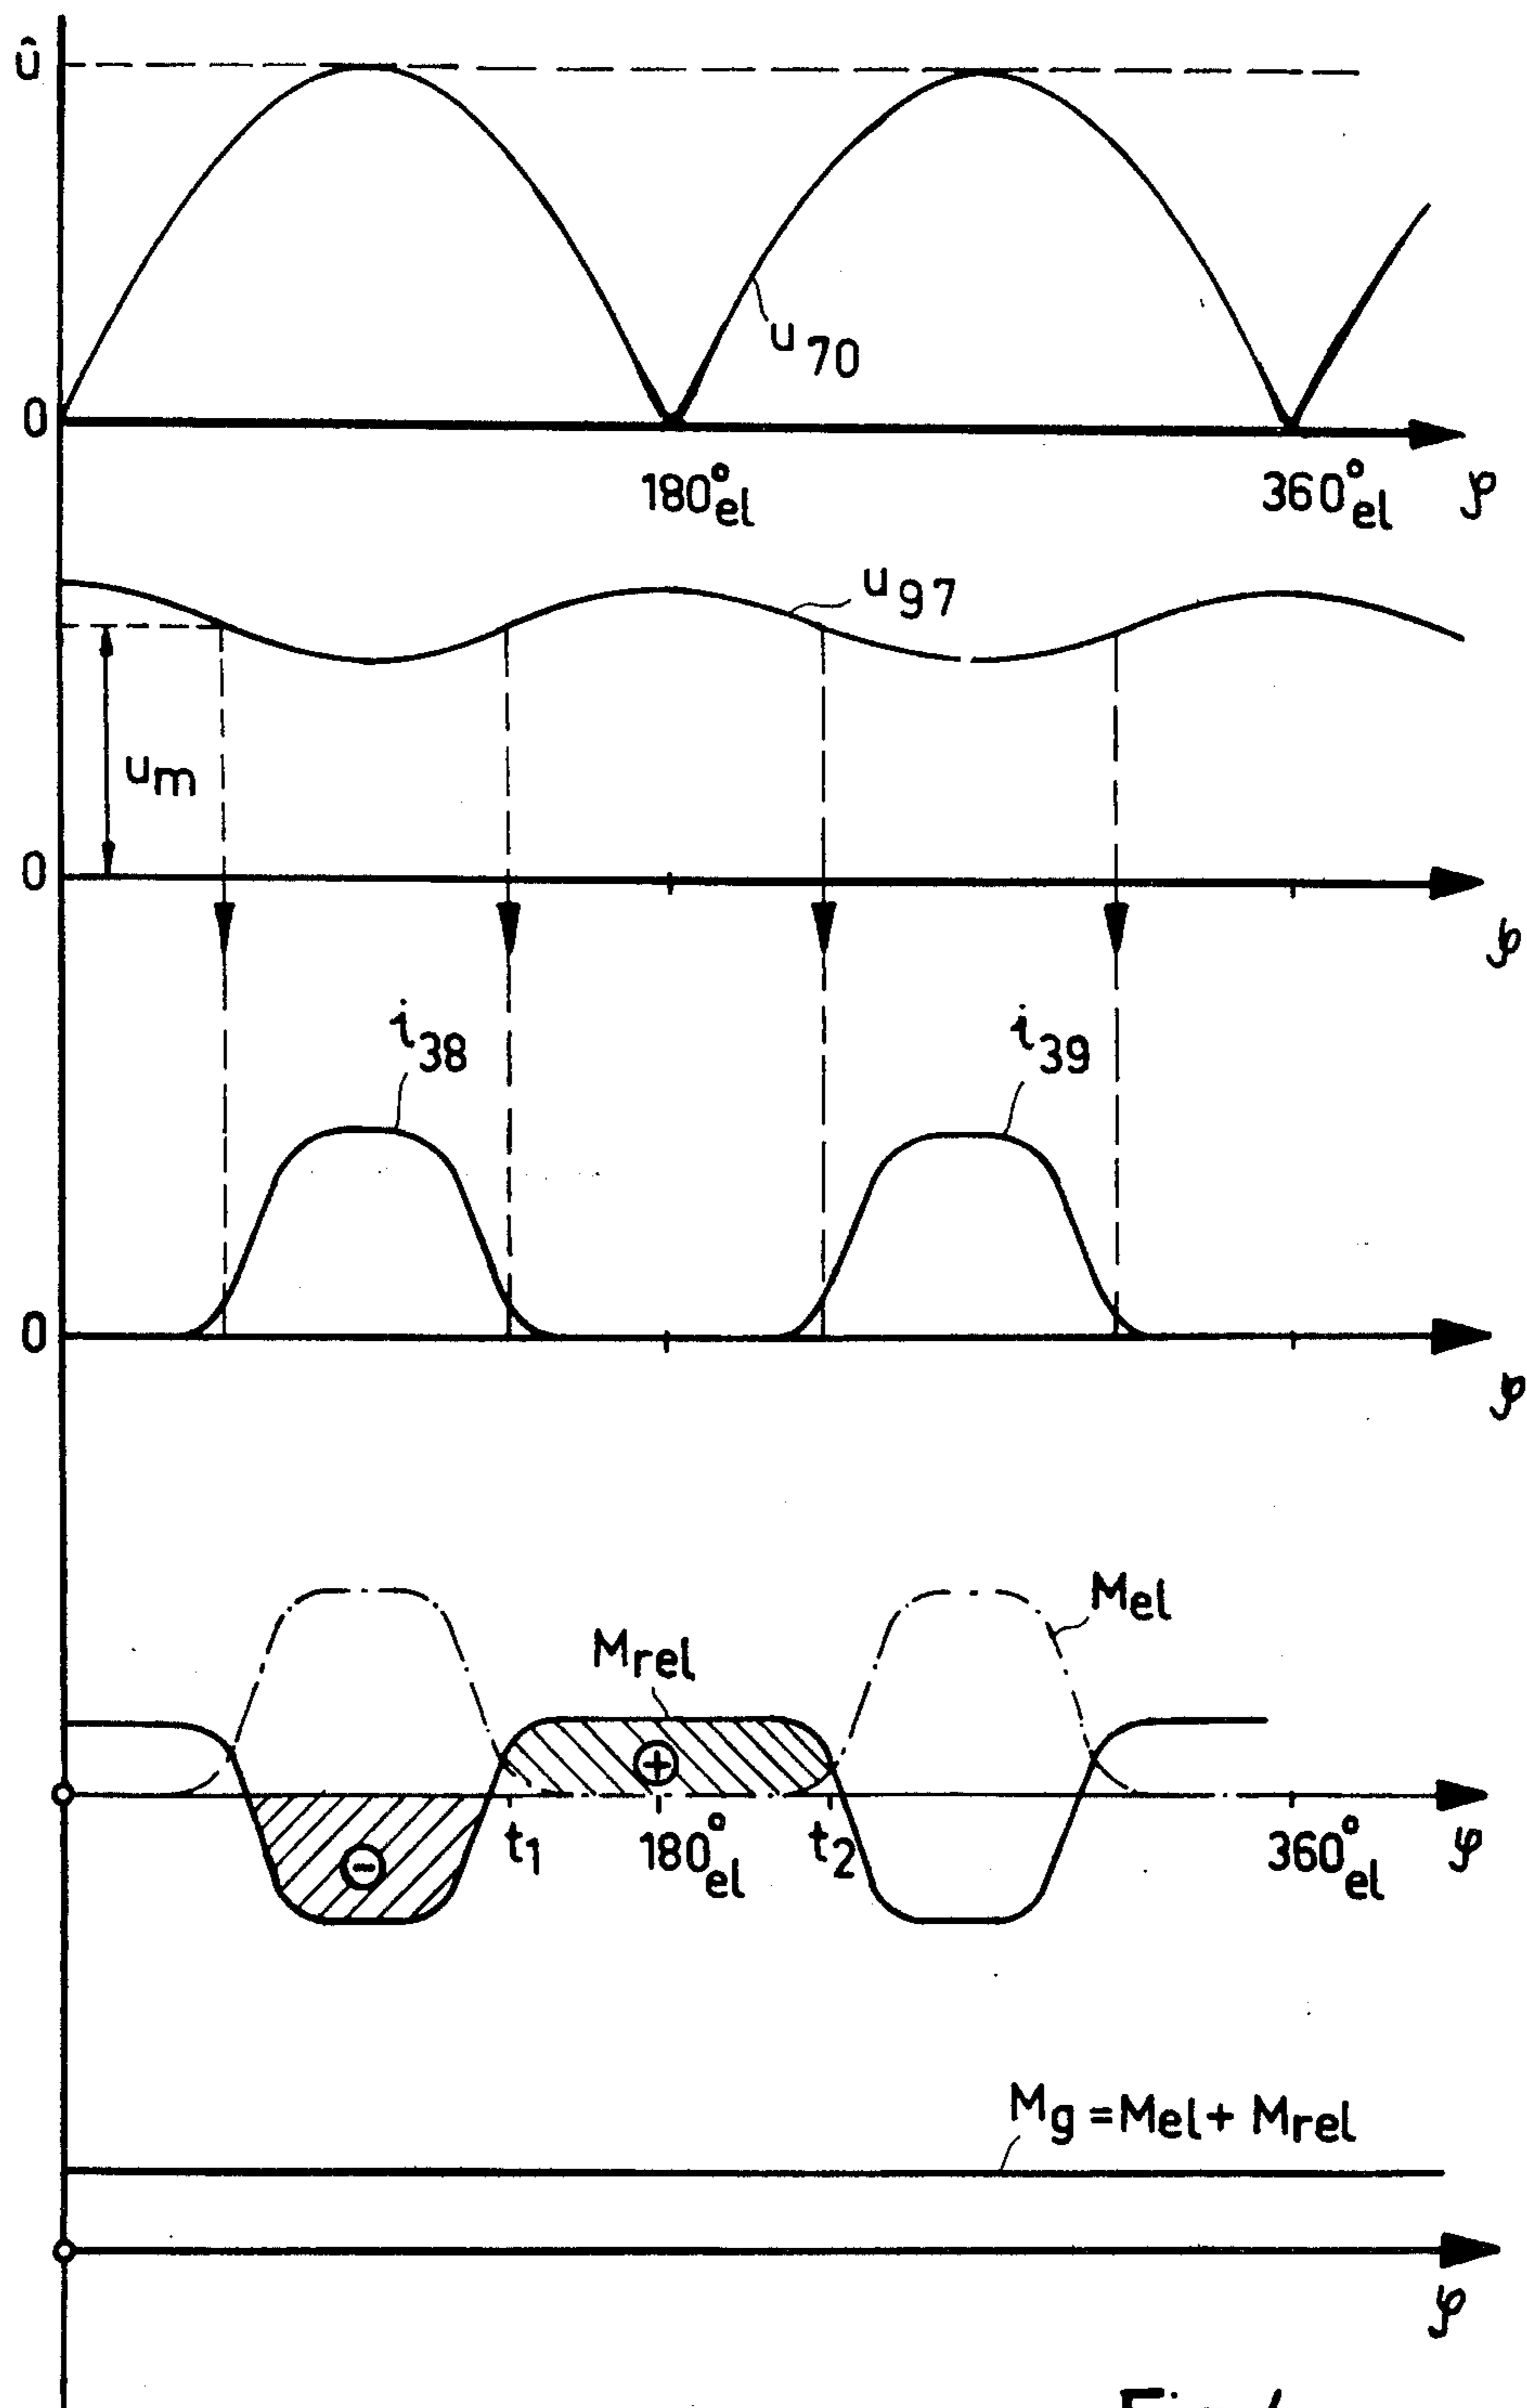 û
u70
0
180°el
360°el
φ
u97
um
0
φ
i38
i39
0
φ
Mel
Mrel
+
−
t1
180°el
t2
360°el
φ
Mg = Mel + Mrel
φ